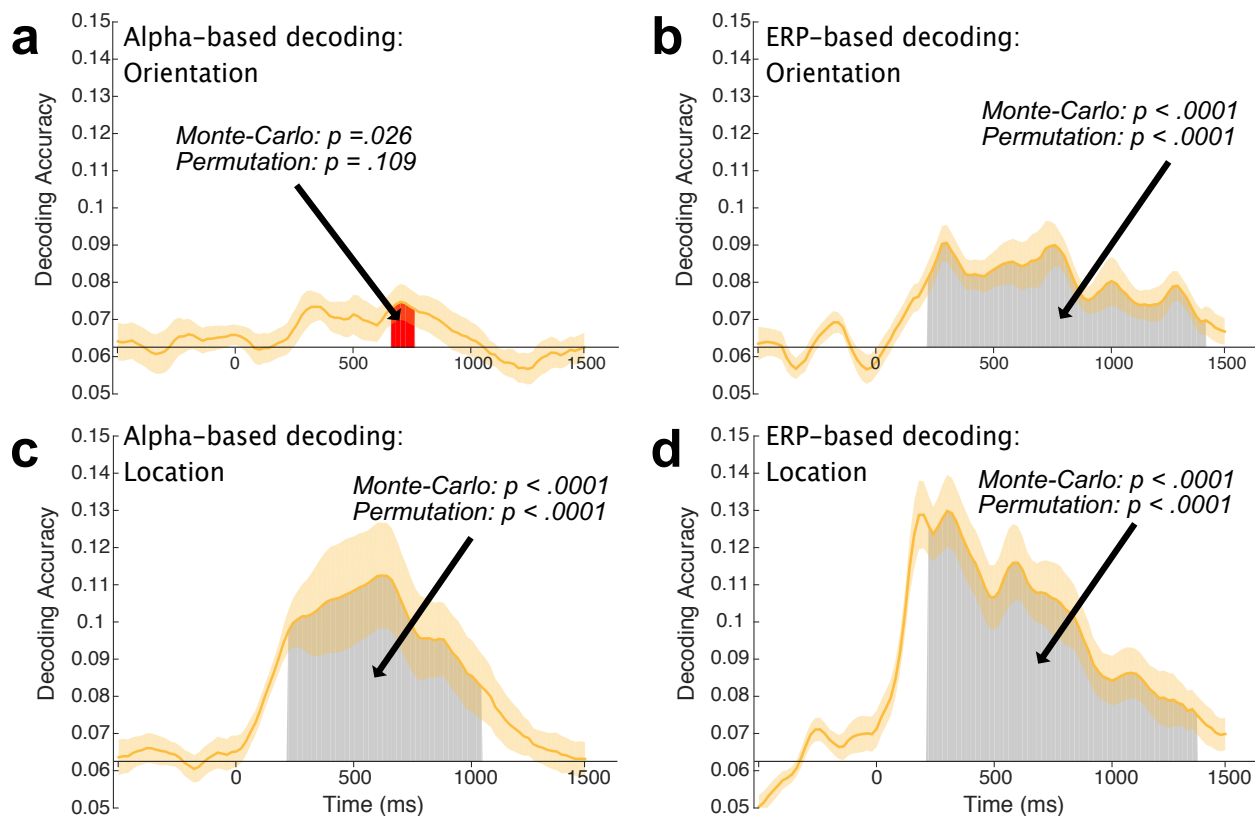 a
Alpha-based decoding:
Orientation
Monte-Carlo: p =.026
Permutation: p = .109
Decoding Accuracy
0.15
0.14
0.13
0.12
0.11
0.1
0.09
0.08
0.07
0.06
0.05
0
500
1000
1500
b
ERP-based decoding:
Orientation
Monte-Carlo: p < .0001
Permutation: p < .0001
Decoding Accuracy
0.15
0.14
0.13
0.12
0.11
0.1
0.09
0.08
0.07
0.06
0.05
0
500
1000
1500
c
Alpha-based decoding:
Location
Monte-Carlo: p < .0001
Permutation: p < .0001
Decoding Accuracy
0.15
0.14
0.13
0.12
0.11
0.1
0.09
0.08
0.07
0.06
0.05
0
500
1000
1500
Time (ms)
d
ERP-based decoding:
Location
Monte-Carlo: p < .0001
Permutation: p < .0001
Decoding Accuracy
0.15
0.14
0.13
0.12
0.11
0.1
0.09
0.08
0.07
0.06
0.05
0
500
1000
1500
Time (ms)